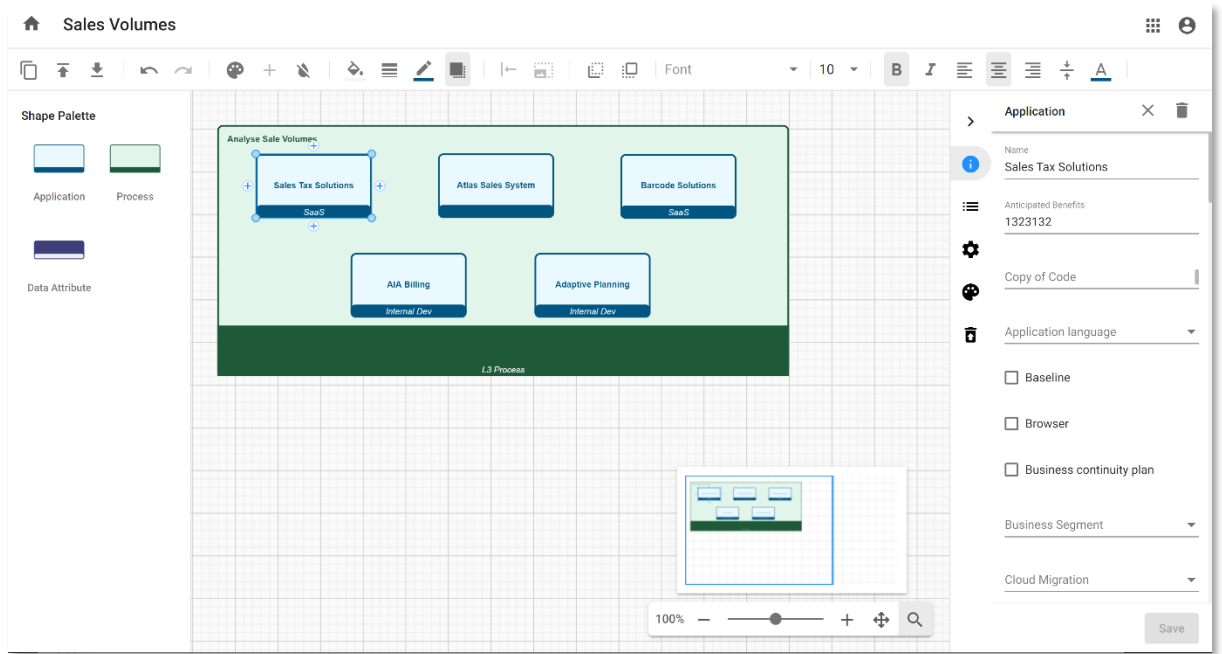 Sales Volumes
Font
10
B
I
A
Shape Palette
Application
Process
Data Attribute
Analyse Sale Volumes
Sales Tax Solutions
SaaS
Atlas Sales System
Barcode Solutions
SaaS
AIA Billing
Internal Dev
Adaptive Planning
Internal Dev
L3 Process
100%
Application
Name
Sales Tax Solutions
Anticipated Benefits
1323132
Copy of Code
Application language
Baseline
Browser
Business continuity plan
Business Segment
Cloud Migration
Save